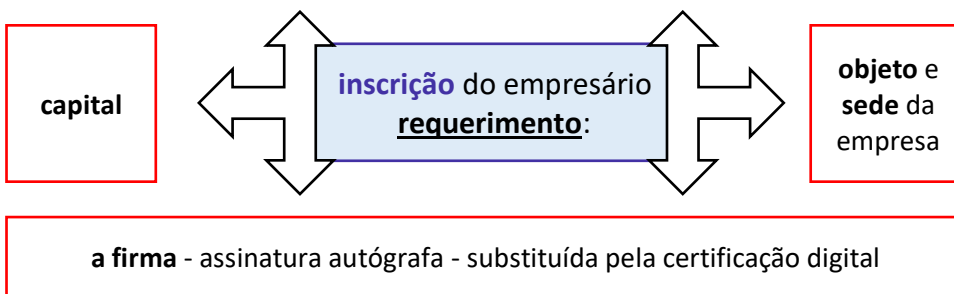 capital
inscrição do empresário
requerimento:
objeto e
sede da
empresa
a firma - assinatura autógrafa - substituída pela certificação digital